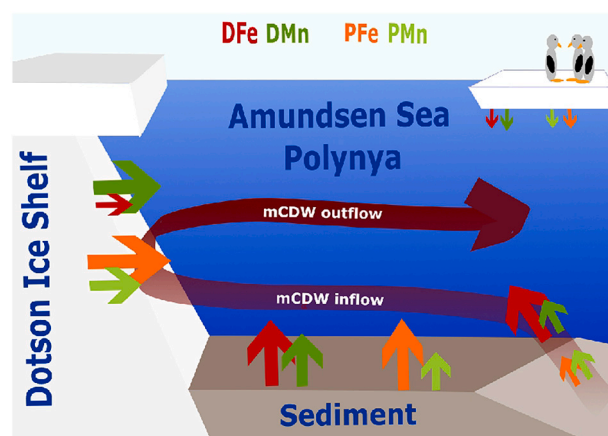 DFe DMn PFe PMn
Amundsen Sea
Polynya
Dotson Ice Shelf
mCDW outflow
mCDW inflow
Sediment